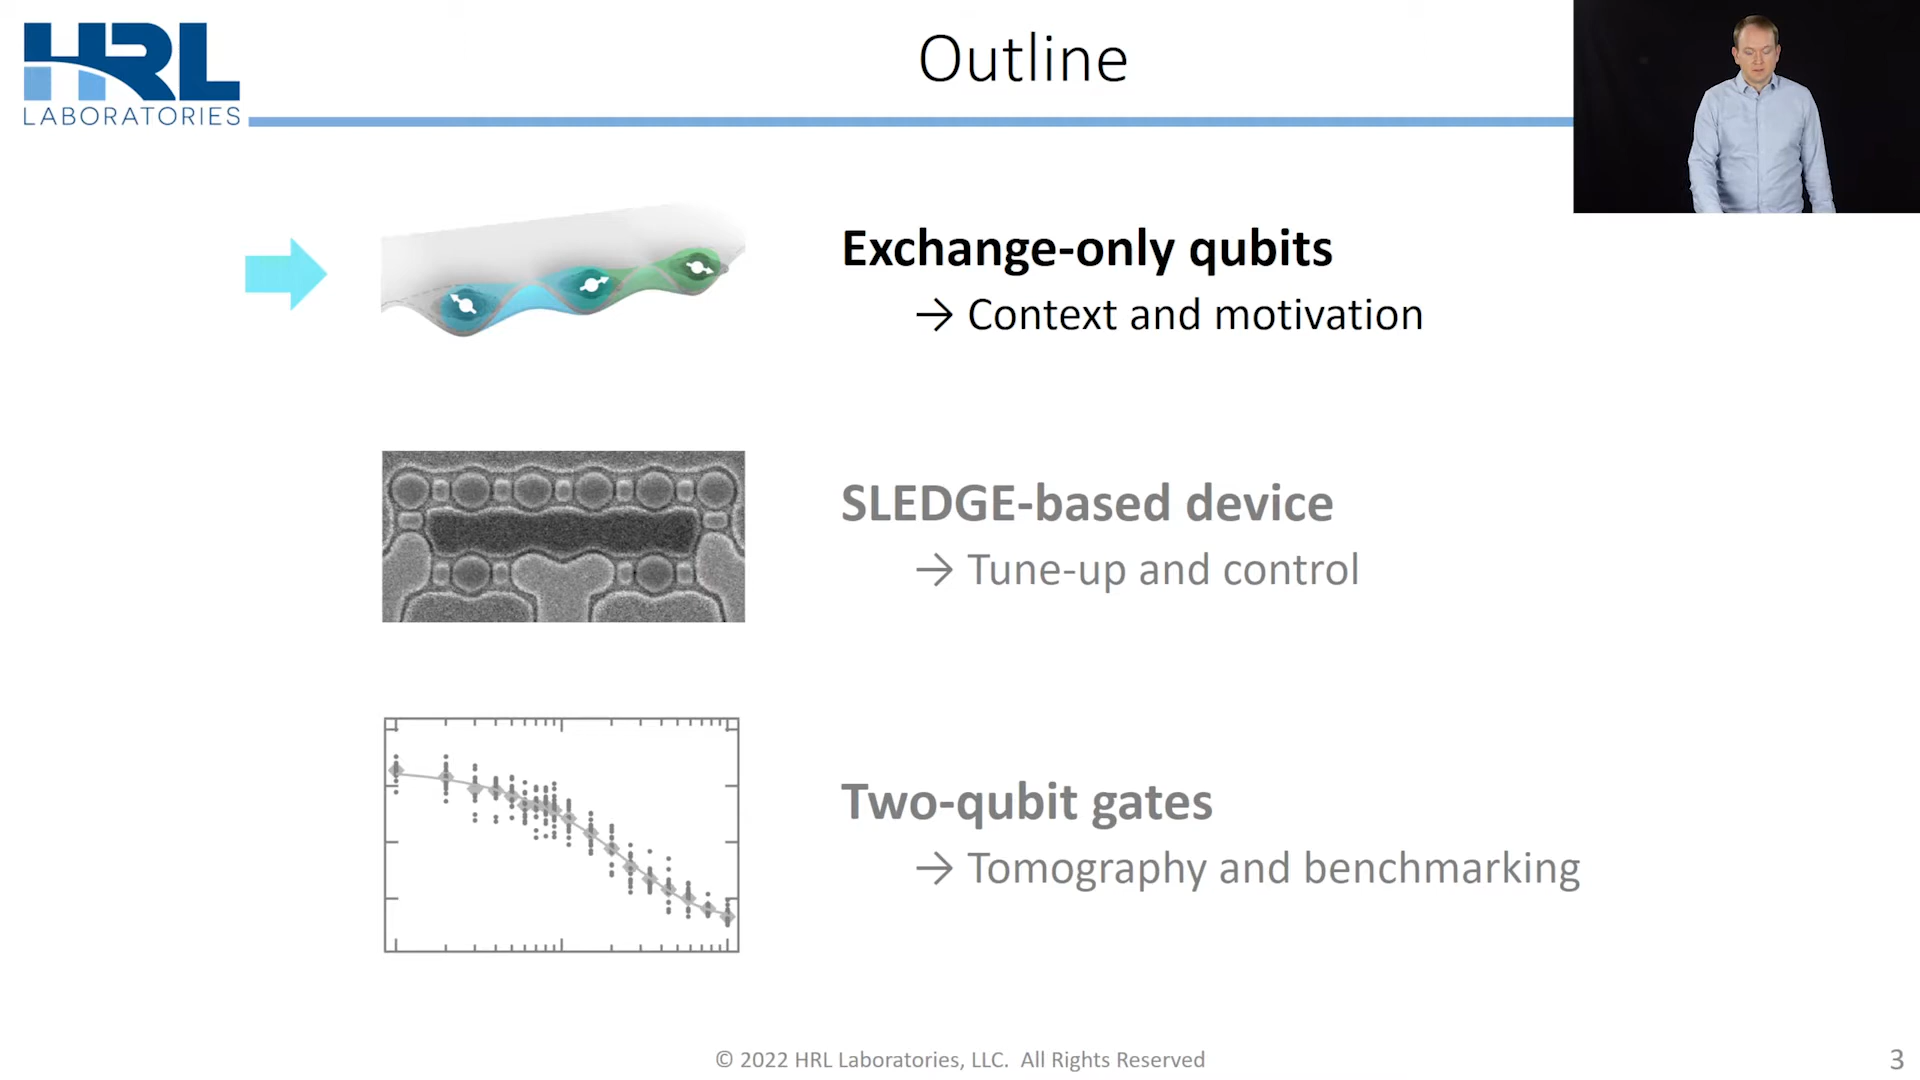 HRL
LABORATORIES
Outline
Exchange-only qubits
→ Context and motivation
SLEDGE-based device
→ Tune-up and control
Two-qubit gates
→ Tomography and benchmarking
© 2022 HRL Laboratories, LLC. All Rights Reserved
3